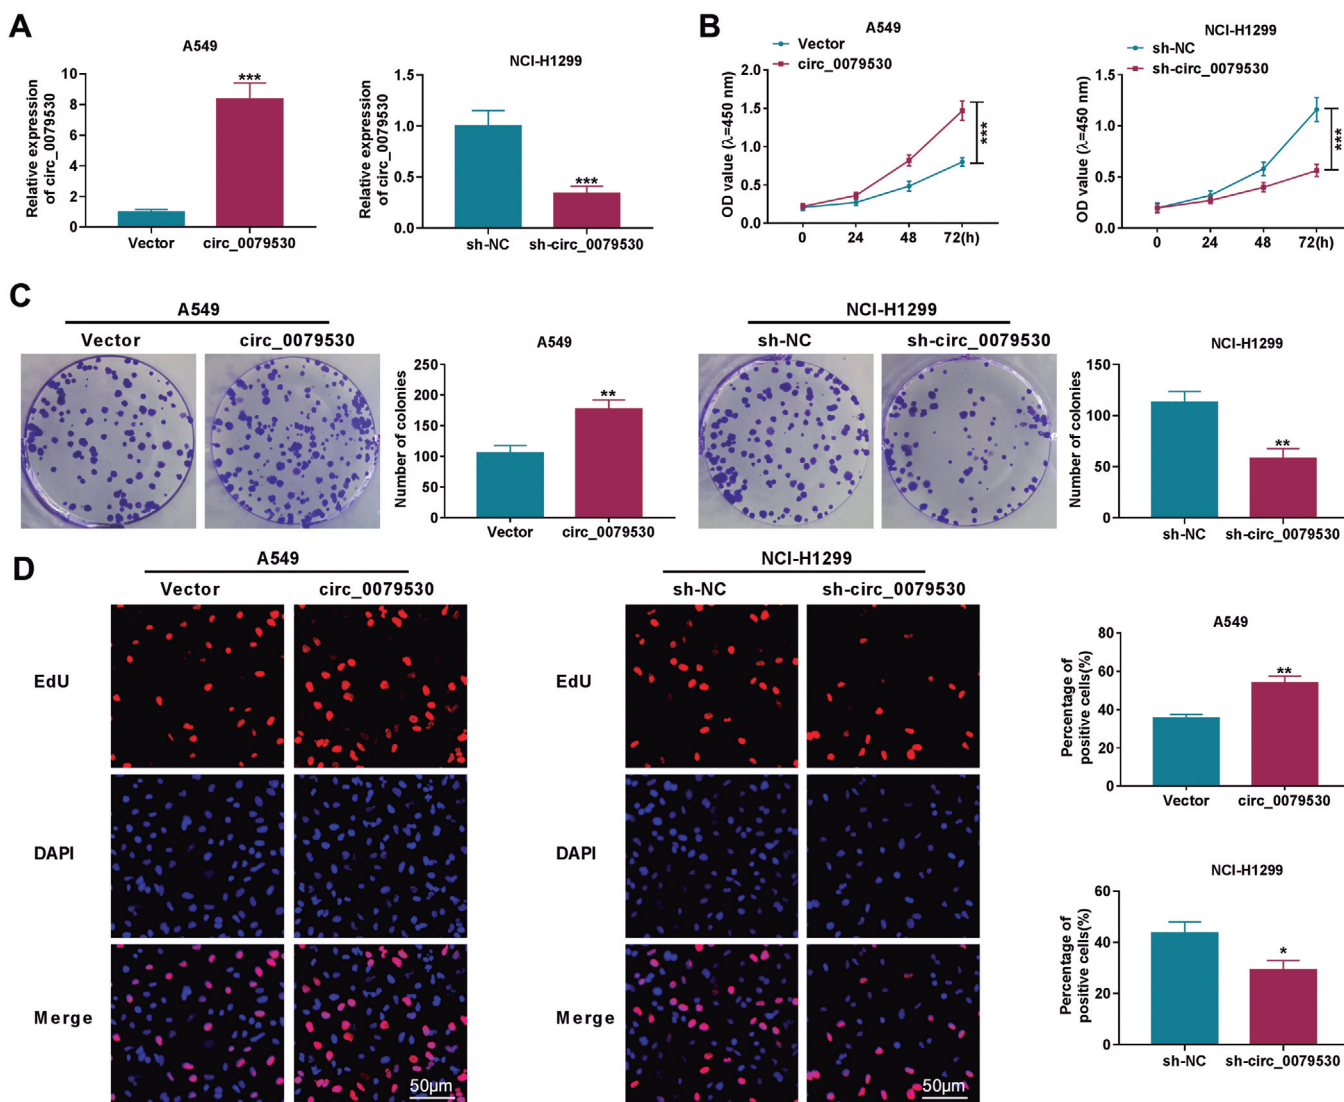 A
A549
Relative expression
of circ_0079530
10
8
6
4
2
0
***
Vector
circ_0079530
NCI-H1299
Relative expression
of circ_0079530
1.5
1.0
0.5
0.0
***
sh-NC
sh-circ_0079530
B
A549
Vector
circ_0079530
OD value (λ=450 nm)
2.0
1.5
1.0
0.5
0.0
***
0
24
48
72(h)
NCI-H1299
sh-NC
sh-circ_0079530
OD value (λ=450 nm)
1.5
1.0
0.5
0.0
***
0
24
48
72(h)
C
A549
Vector
circ_0079530
A549
Number of colonies
250
200
150
100
50
0
**
Vector
circ_0079530
NCI-H1299
sh-NC
sh-circ_0079530
NCI-H1299
Number of colonies
150
100
50
0
**
sh-NC
sh-circ_0079530
D
A549
Vector
circ_0079530
EdU
DAPI
Merge
50μm
NCI-H1299
sh-NC
sh-circ_0079530
EdU
DAPI
Merge
50μm
A549
Percentage of
positive cells(%)
80
60
40
20
0
**
Vector
circ_0079530
NCI-H1299
Percentage of
positive cells(%)
60
40
20
0
*
sh-NC
sh-circ_0079530